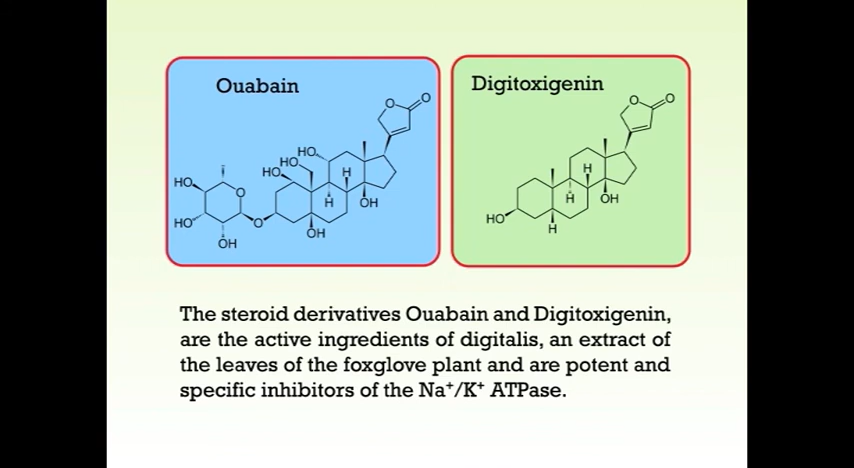 Ouabain
O
O
HO
HO
HO
H
H
OH
OH
HO
HO
OH
O
O
Digitoxigenin
O
O
H
H
OH
HO
H
The steroid derivatives Ouabain and Digitoxigenin,
are the active ingredients of digitalis, an extract of
the leaves of the foxglove plant and are potent and
specific inhibitors of the Na⁺/K⁺ ATPase.